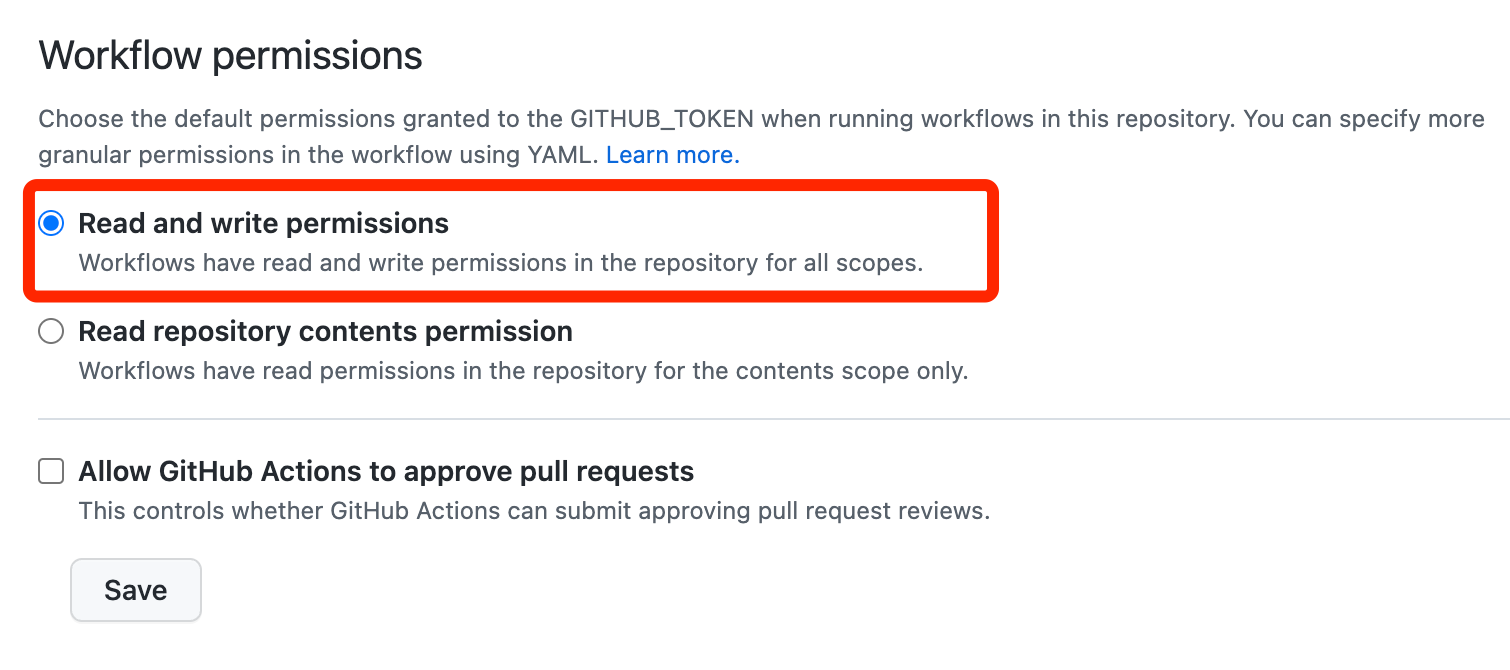 Workflow permissions
Choose the default permissions granted to the GITHUB_TOKEN when running workflows in this repository. You can specify more
granular permissions in the workflow using YAML. Learn more.
Read and write permissions
Workflows have read and write permissions in the repository for all scopes.
Read repository contents permission
Workflows have read permissions in the repository for the contents scope only.
Allow GitHub Actions to approve pull requests
This controls whether GitHub Actions can submit approving pull request reviews.
Save